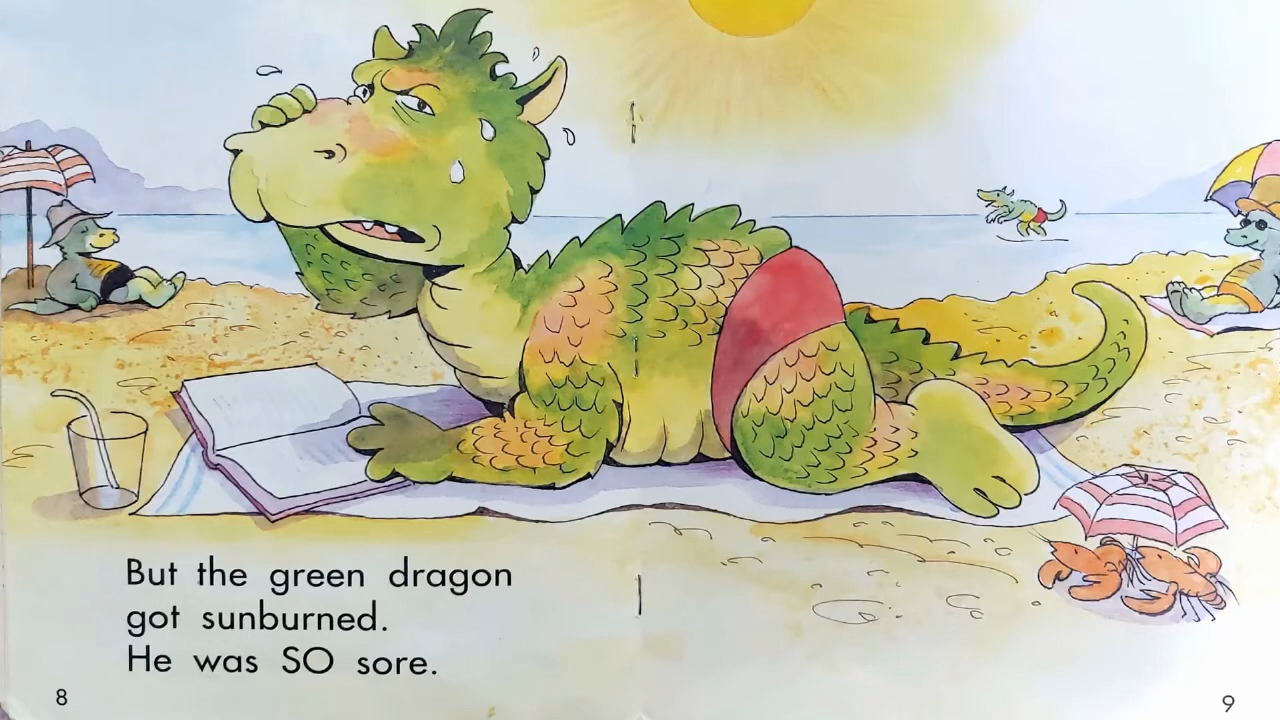 But the green dragon
got sunburned.
He was SO sore.
8
9